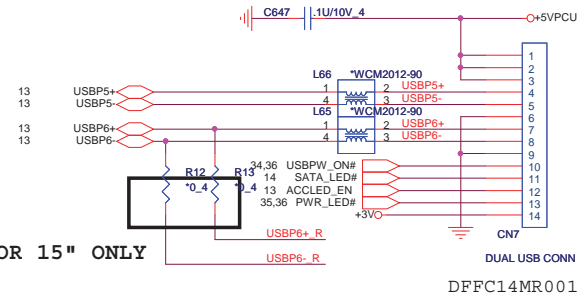 C647 .1U/10V_4 +5VPCU
1
2
3
4
5
6
7
8
9
10
11
12
13
14
L66 *WCM2012-90
13 USBP5+ 1 2 USBP5+
13 USBP5- 4 3 USBP5-
L65 *WCM2012-90
13 USBP6+ 1 2 USBP6+
13 USBP6- 4 3 USBP6-
R12 R13
*0_4 *0_4
34,36 USBPW_ON#
14 SATA_LED#
13 ACCLED_EN
35,36 PWR_LED#
+3VO
CN7
USBP6+_R
OR 15" ONLY
USBP6-_R
DUAL USB CONN
DFFC14MR001